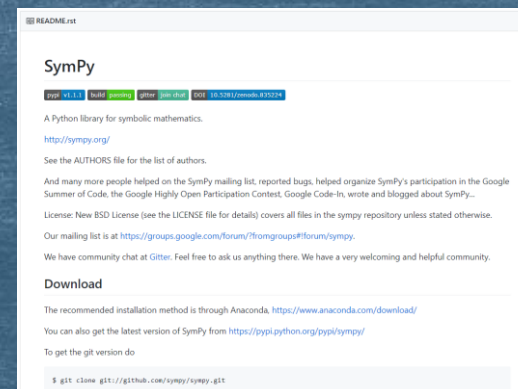 README.rst
SymPy
pypi v1.1.1 build passing gitter join chat DOI 10.5281/zenodo.835224
A Python library for symbolic mathematics.
http://sympy.org/
See the AUTHORS file for the list of authors.
And many more people helped on the SymPy mailing list, reported bugs, helped organize SymPy's participation in the Google
Summer of Code, the Google Highly Open Participation Contest, Google Code-In, wrote and blogged about SymPy...
License: New BSD License (see the LICENSE file for details) covers all files in the sympy repository unless stated otherwise.
Our mailing list is at https://groups.google.com/forum/?fromgroups#!forum/sympy.
We have community chat at Gitter. Feel free to ask us anything there. We have a very welcoming and helpful community.
Download
The recommended installation method is through Anaconda, https://www.anaconda.com/download/
You can also get the latest version of SymPy from https://pypi.python.org/pypi/sympy/
To get the git version do
$ git clone git://github.com/sympy/sympy.git